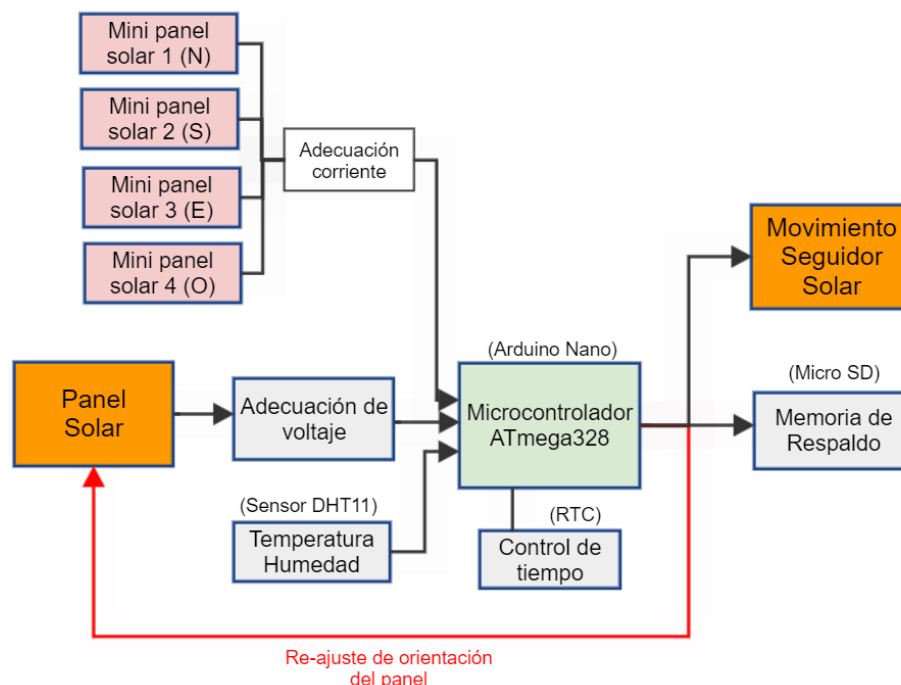 Mini panel
solar 1 (N)
Mini panel
solar 2 (S)
Mini panel
solar 3 (E)
Mini panel
solar 4 (O)
Adecuación
corriente
Movimiento
Seguidor
Solar
(Arduino Nano)
Microcontrolador
ATmega328
(Micro SD)
Memoria de
Respaldo
Panel
Solar
Adecuación de
voltaje
(Sensor DHT11)
Temperatura
Humedad
(RTC)
Control de
tiempo
Re-ajuste de orientación
del panel